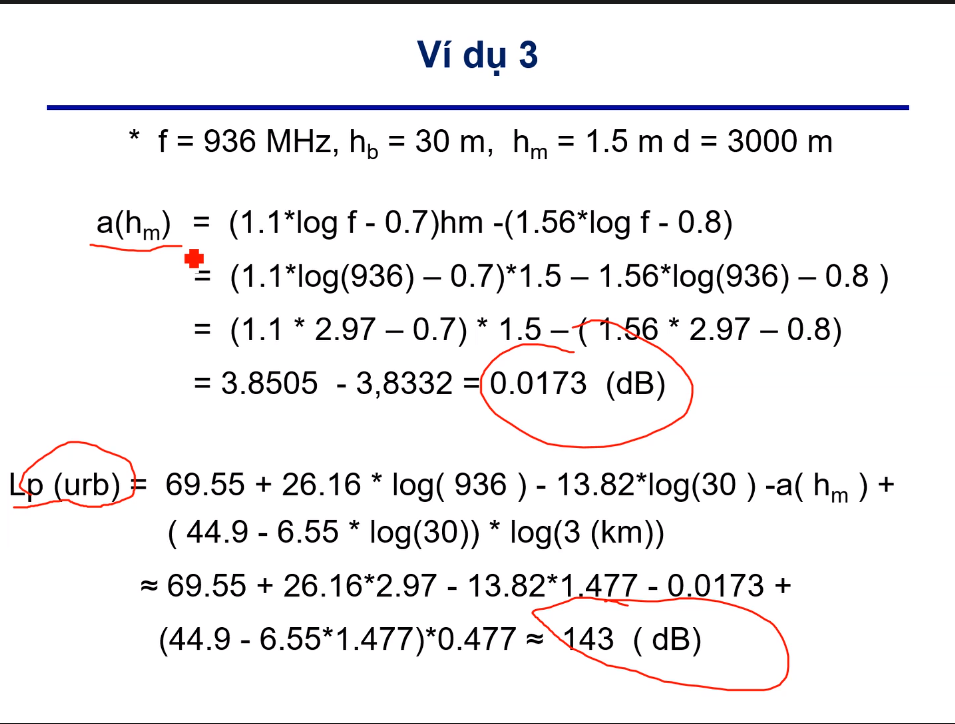 Ví dụ 3
* f = 936 MHz, hb = 30 m, hm = 1.5 m d = 3000 m
a(hm) = (1.1*log f - 0.7)hm -(1.56*log f - 0.8)
= (1.1*log(936) – 0.7)*1.5 – 1.56*log(936) – 0.8 )
= (1.1 * 2.97 – 0.7) * 1.5 – ( 1.56 * 2.97 – 0.8)
= 3.8505 - 3,8332 = 0.0173 (dB)
Lp (urb) = 69.55 + 26.16 * log( 936 ) - 13.82*log(30 ) -a( hm ) +
( 44.9 - 6.55 * log(30)) * log(3 (km))
≈ 69.55 + 26.16*2.97 - 13.82*1.477 - 0.0173 +
(44.9 - 6.55*1.477)*0.477 ≈ 143 ( dB)